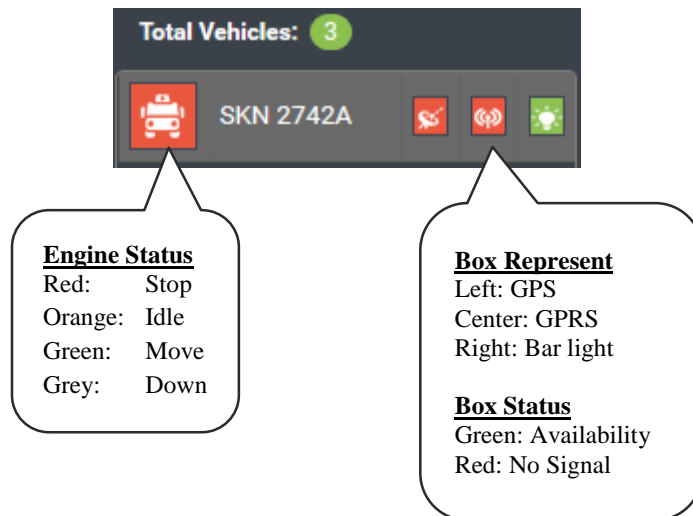 Total Vehicles: 3
SKN 2742A
Engine Status
Red: Stop
Orange: Idle
Green: Move
Grey: Down
Box Represent
Left: GPS
Center: GPRS
Right: Bar light
Box Status
Green: Availability
Red: No Signal